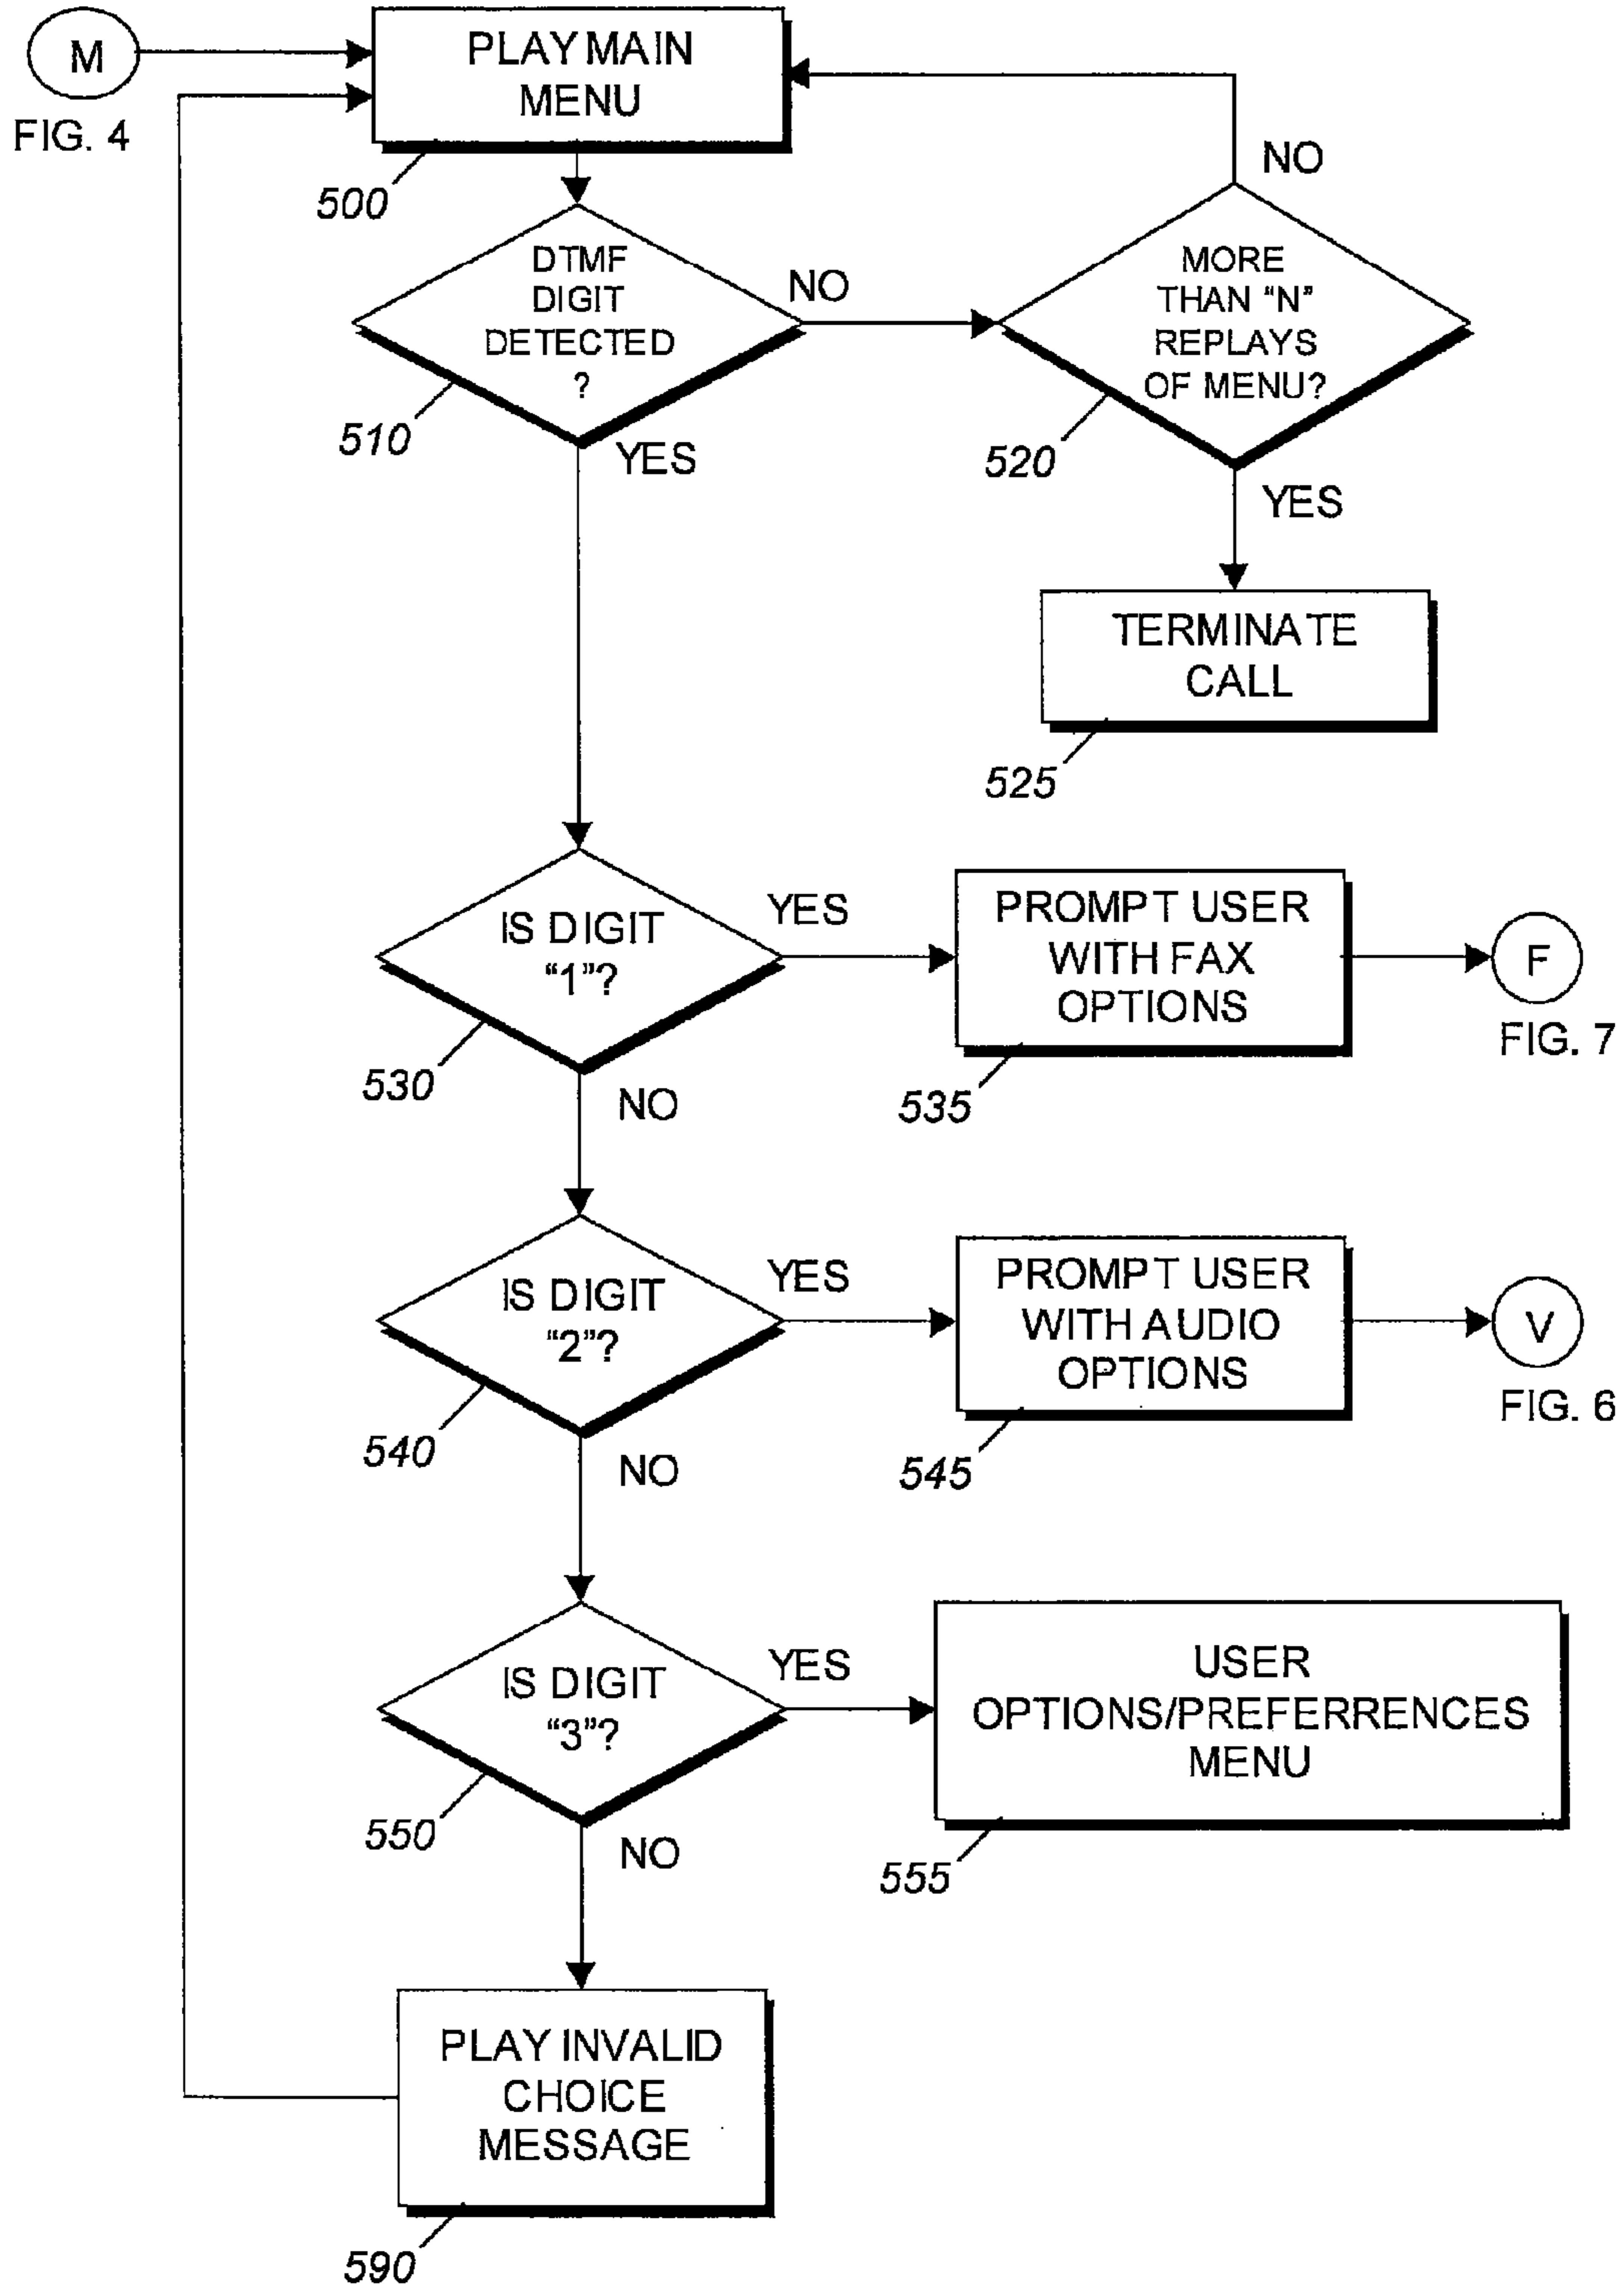 M
FIG. 4
PLAY MAIN
MENU
500
DTMF
DIGIT
DETECTED
?
510
NO
YES
MORE
THAN “N”
REPLAYS
OF MENU?
520
NO
YES
TERMINATE
CALL
525
IS DIGIT
“1”?
530
YES
NO
PROMPT USER
WITH FAX
OPTIONS
535
F
FIG. 7
IS DIGIT
“2”?
540
YES
NO
PROMPT USER
WITH AUDIO
OPTIONS
545
V
FIG. 6
IS DIGIT
“3”?
550
YES
NO
USER
OPTIONS/PREFERRENCES
MENU
555
PLAY INVALID
CHOICE
MESSAGE
590